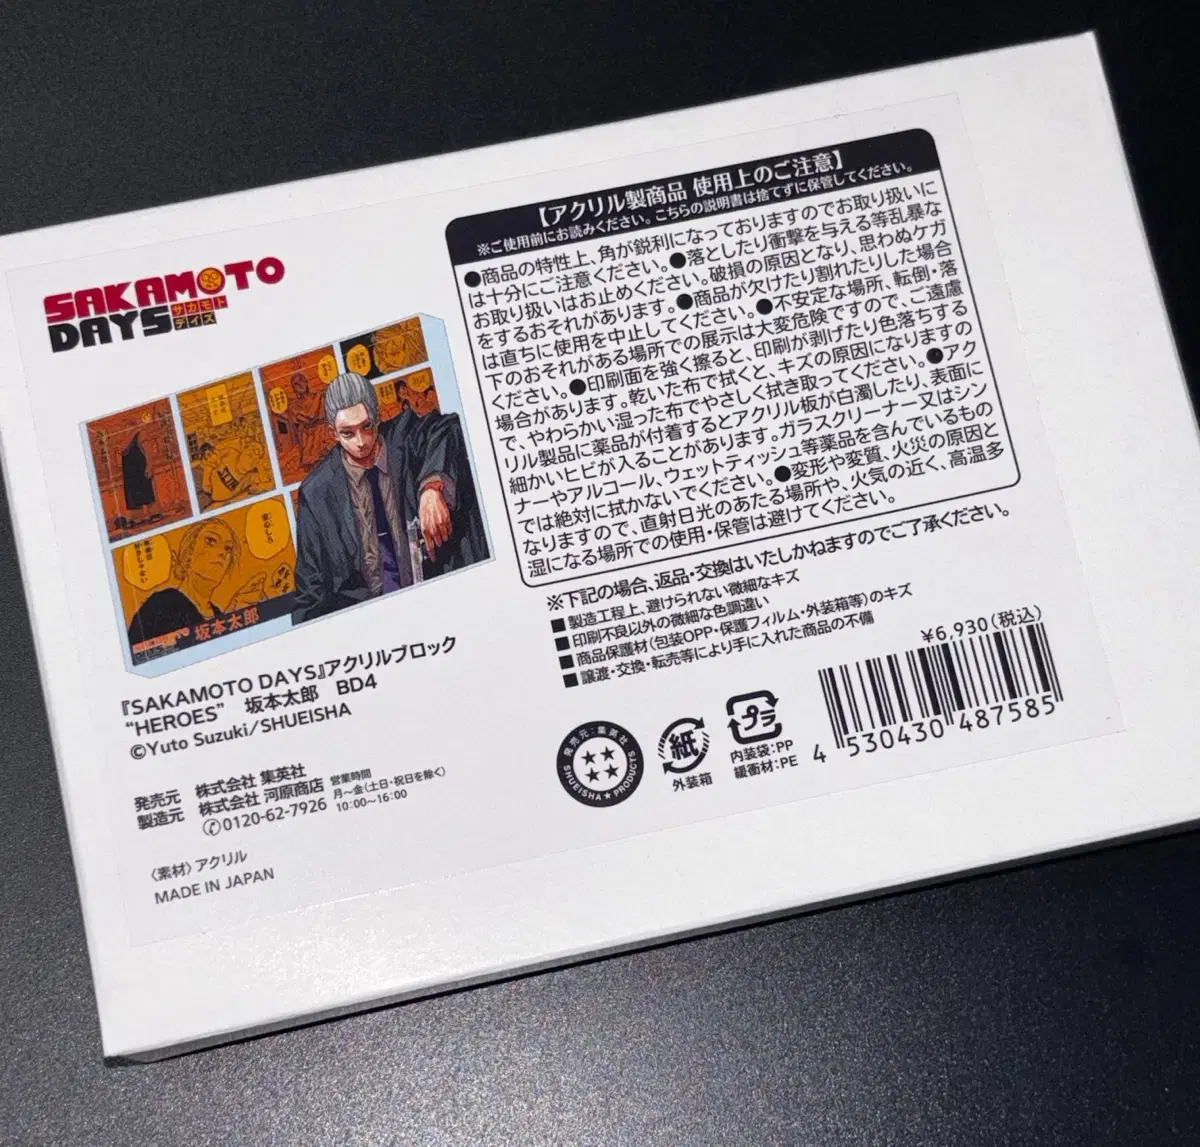 SAKAMOTO
DAYS サカモト
デイズ
坂本太郎
『SAKAMOTO DAYS』アクリルブロック
“HEROES” 坂本太郎 BD4
©Yuto Suzuki/SHUEISHA
発売元 株式会社 集英社
製造元 株式会社 河原商店
0120-62-7926
営業時間
月〜金(土日・祝日を除く)
10:00〜16:00
〈素材〉アクリル
MADE IN JAPAN
【アクリル製商品 使用上のご注意】
※ご使用前にお読みください。こちらの説明書は捨てずに保管してください。
●商品の特性上、角が鋭利になっておりますのでお取り扱いに
は十分にご注意ください。●落としたり衝撃を与える等乱暴な
お取り扱いはお止めください。破損の原因となり、思わぬケガ
をするおそれがあります。●商品が欠けたり割れたりした場合
は直ちに使用を中止してください。●不安定な場所、転倒・落
下のおそれがある場所での展示は大変危険ですので、ご遠慮
ください。●印刷面を強く擦ると、印刷が剥げたり色落ちする
場合があります。乾いた布で拭くと、キズの原因になりますの
で、やわらかい湿った布でやさしく拭き取ってください。●アク
リル製品に薬品が付着するとアクリル板が白濁したり、表面に
細かいヒビが入ることがあります。ガラスクリーナー又はシン
ナーやアルコール、ウェットティッシュ等薬品を含んでいるもの
では絶対に拭かないでください。●変形や変質、火災の原因と
なりますので、直射日光のあたる場所や、火気の近く、高温多
湿になる場所での使用・保管は避けてください。
※下記の場合、返品・交換はいたしかねますのでご了承ください。
■製造工程上、避けられない微細なキズ
■印刷不良以外の微細な色調違い
■商品保護材(包装OPP・保護フィルム・外装箱等)のキズ
■譲渡・交換・転売等により手に入れた商品の不備
¥6,930(税込)
4 530430 487585
発売元:集英社
SHUEISHA★PRODUCTS
紙
外装箱
プラ
内装袋:PP
緩衝材:PE